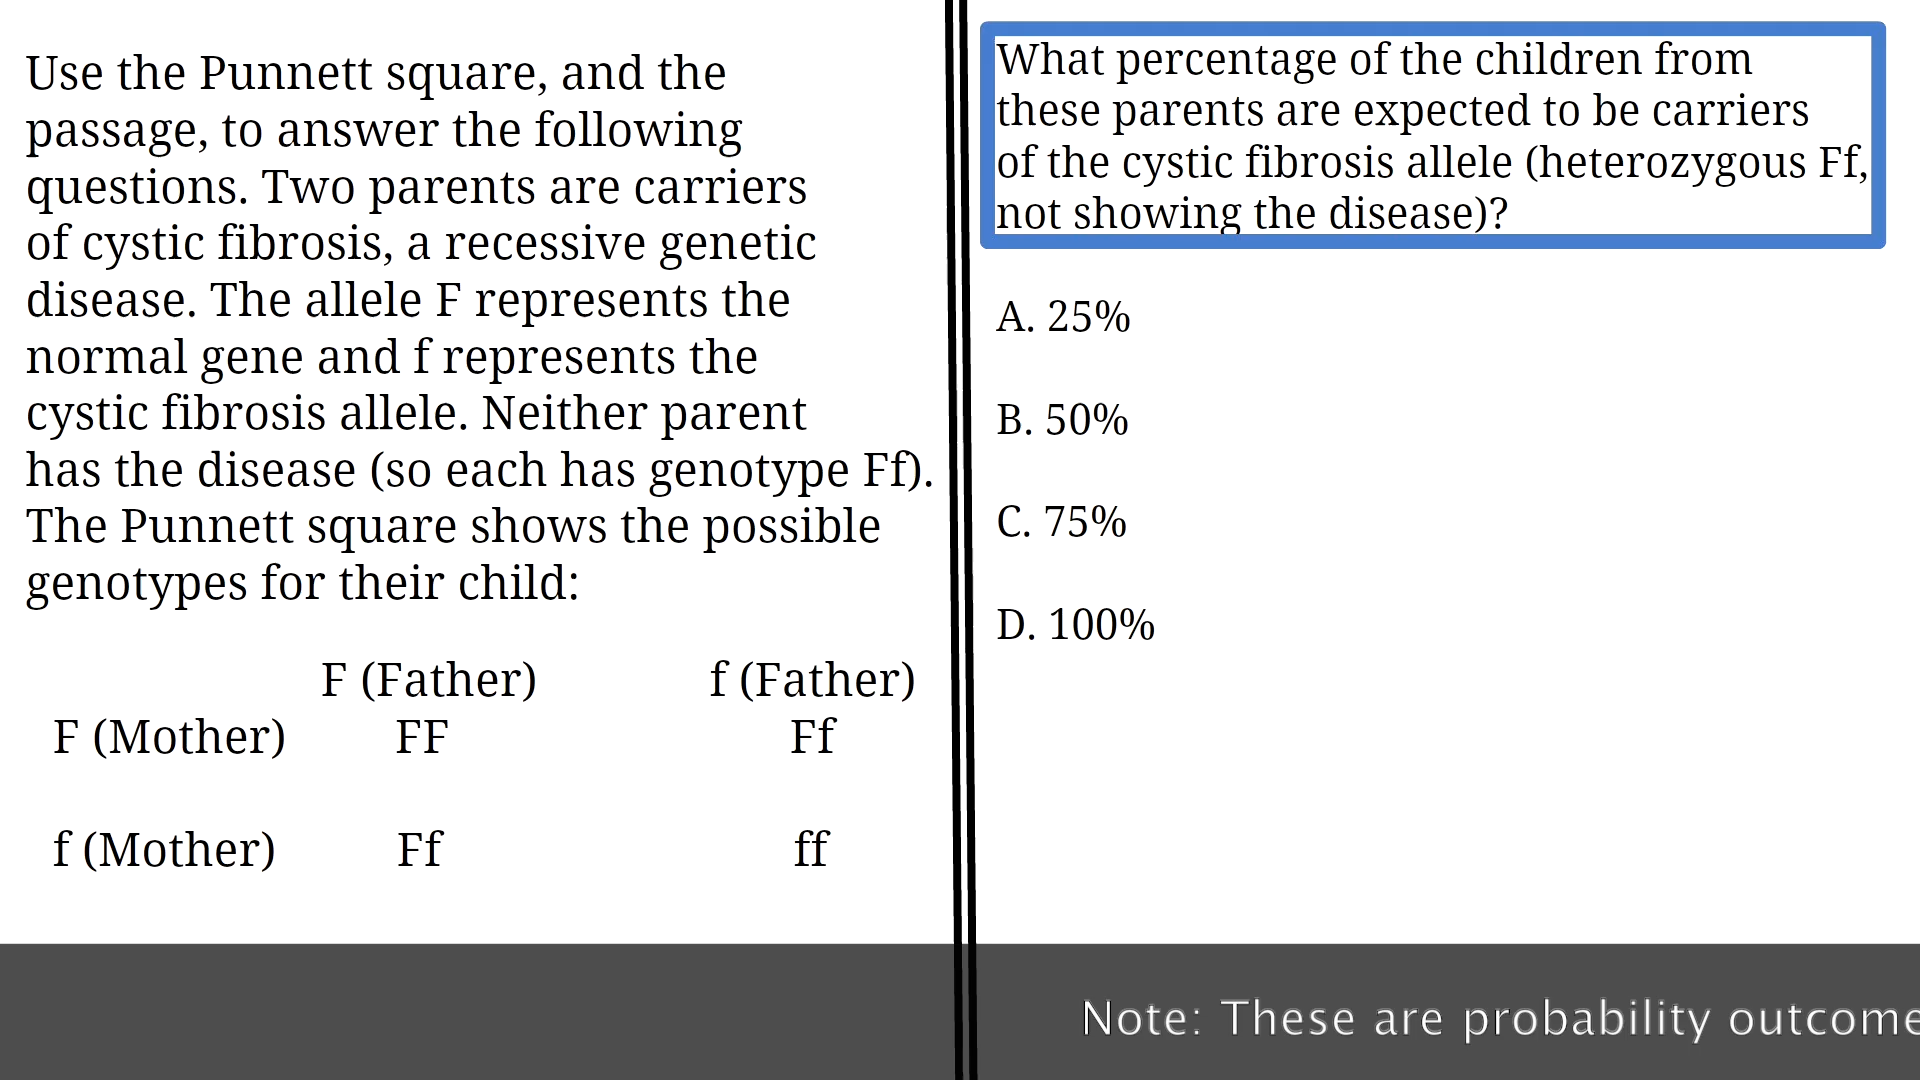 Use the Punnett square, and the
passage, to answer the following
questions. Two parents are carriers
of cystic fibrosis, a recessive genetic
disease. The allele F represents the
normal gene and f represents the
cystic fibrosis allele. Neither parent
has the disease (so each has genotype Ff).
The Punnett square shows the possible
genotypes for their child:
F (Father) f (Father)
F (Mother) FF Ff
f (Mother) Ff ff
What percentage of the children from
these parents are expected to be carriers
of the cystic fibrosis allele (heterozygous Ff,
not showing the disease)?
A. 25%
B. 50%
C. 75%
D. 100%
Note: These are probability outcome